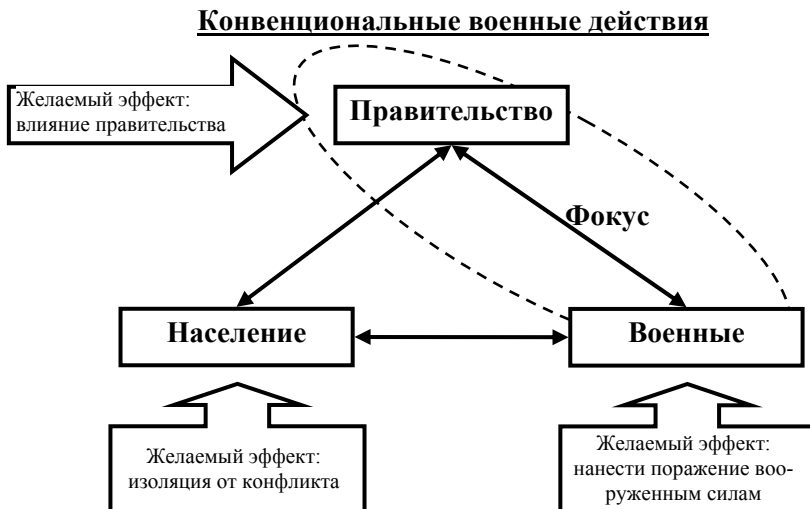 Конвенциональные военные действия
Желаемый эффект:
влияние правительства
Правительство
Фокус
Население
Военные
Желаемый эффект:
изоляция от конфликта
Желаемый эффект:
нанести поражение воо-
руженным силам